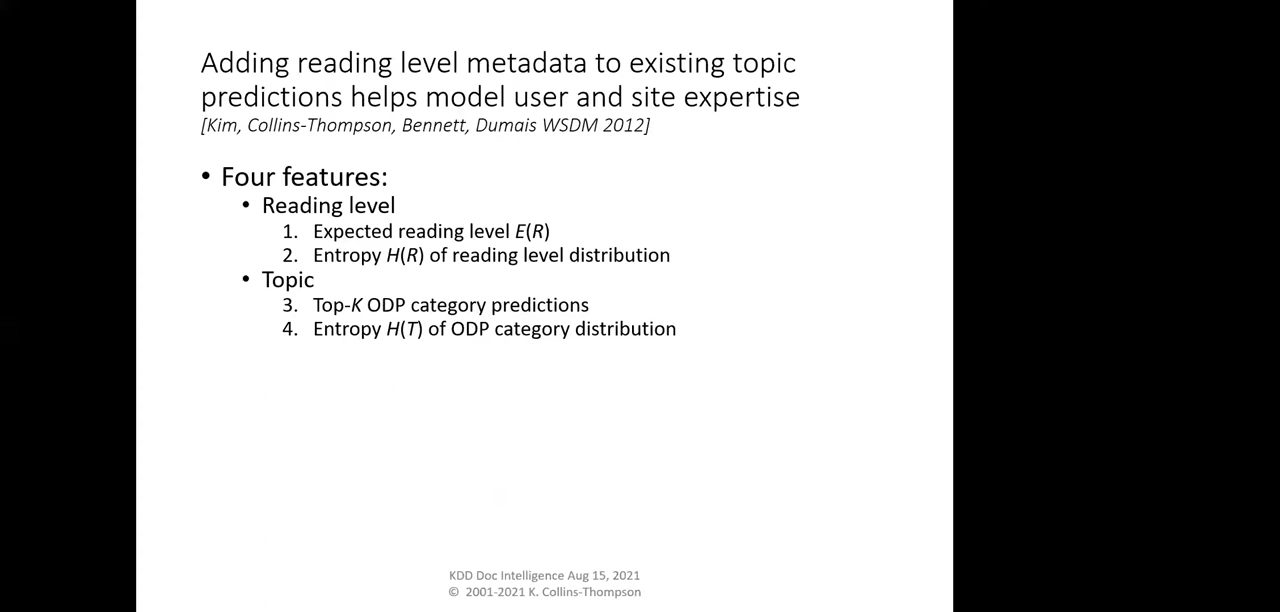 Adding reading level metadata to existing topic
predictions helps model user and site expertise
[Kim, Collins-Thompson, Bennett, Dumais WSDM 2012]
• Four features:
• Reading level
1. Expected reading level E(R)
2. Entropy H(R) of reading level distribution
• Topic
3. Top-K ODP category predictions
4. Entropy H(T) of ODP category distribution
KDD Doc Intelligence Aug 15, 2021
© 2001-2021 K. Collins-Thompson